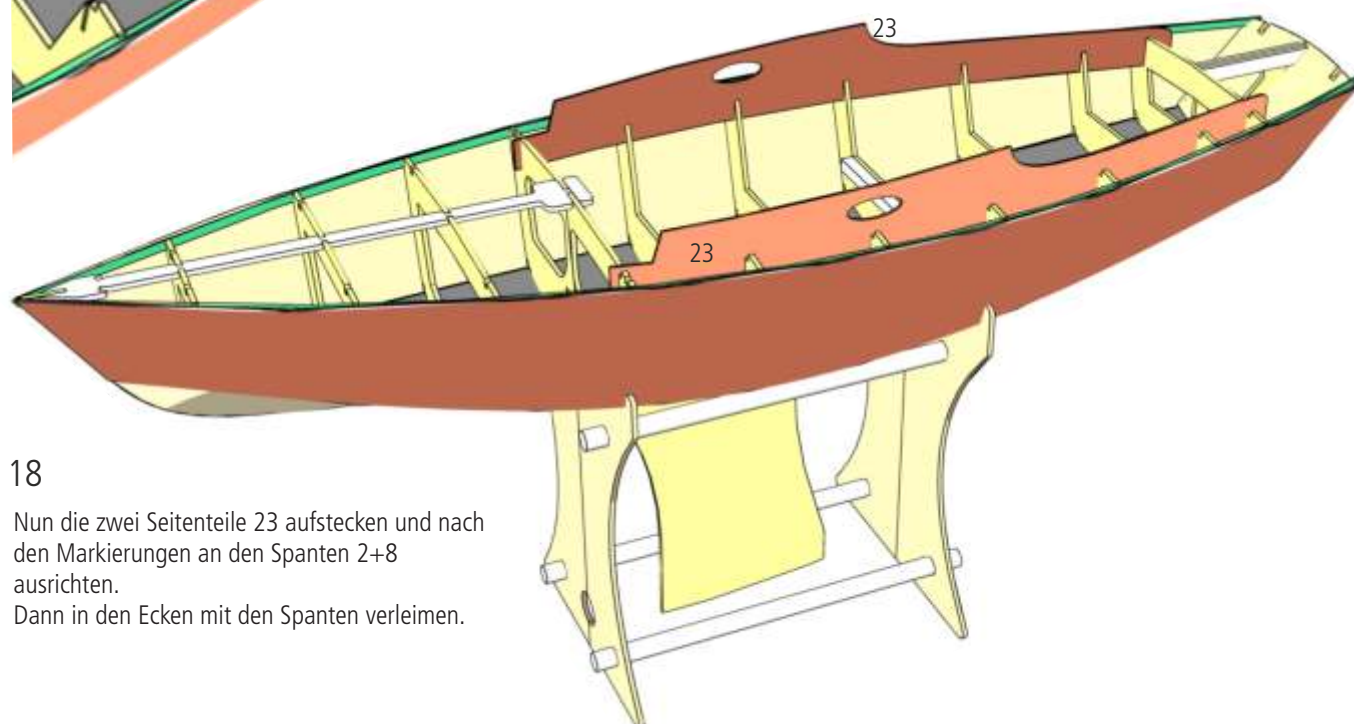 23
23
18
Nun die zwei Seitenteile 23 aufstecken und nach
den Markierungen an den Spanten 2+8
ausrichten.
Dann in den Ecken mit den Spanten verleimen.